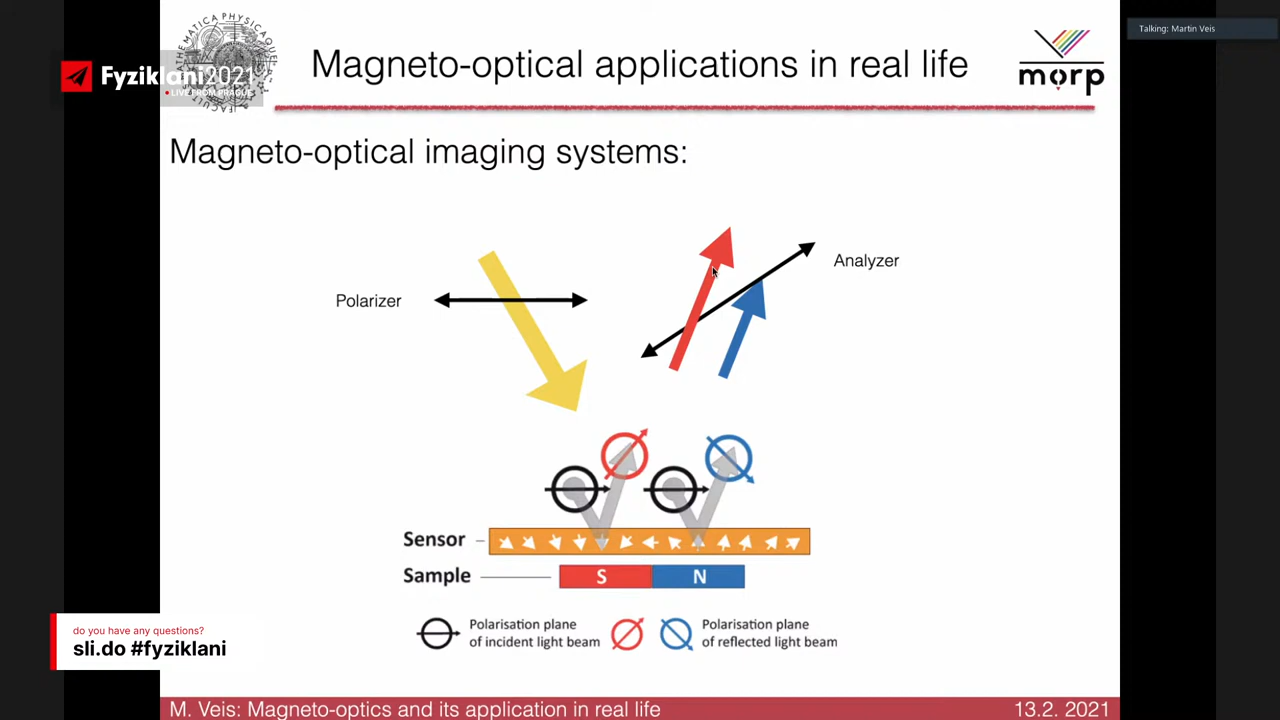 Talking: Martin Veis
Fyziklani2021
LIVE FROM PRAGUE
Magneto-optical applications in real life
morp
Magneto-optical imaging systems:
Polarizer
Analyzer
Sensor
Sample
S
N
Polarisation plane
of incident light beam
Polarisation plane
of reflected light beam
do you have any questions?
sli.do #fyziklani
M. Veis: Magneto-optics and its application in real life
13.2. 2021